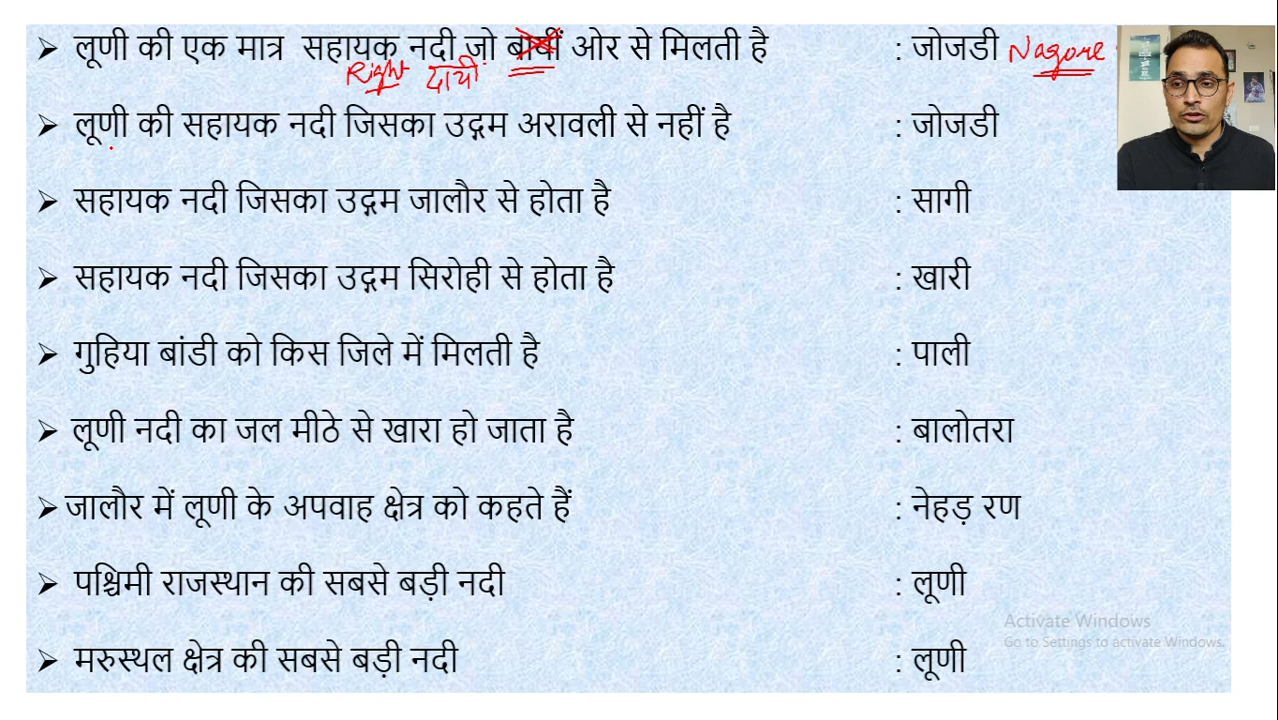 ➢ लूणी की एक मात्र सहायक नदी जो बांयीं ओर से मिलती है : जोजडी Nagore
Right दायी
➢ लूणी की सहायक नदी जिसका उद्गम अरावली से नहीं है : जोजडी
➢ सहायक नदी जिसका उद्गम जालौर से होता है : सागी
➢ सहायक नदी जिसका उद्गम सिरोही से होता है : खारी
➢ गुहिया बांडी को किस जिले में मिलती है : पाली
➢ लूणी नदी का जल मीठे से खारा हो जाता है : बालोतरा
➢ जालौर में लूणी के अपवाह क्षेत्र को कहते हैं : नेहड़ रण
➢ पश्चिमी राजस्थान की सबसे बड़ी नदी : लूणी
Activate Windows
Go to Settings to activate Windows.
➢ मरुस्थल क्षेत्र की सबसे बड़ी नदी : लूणी